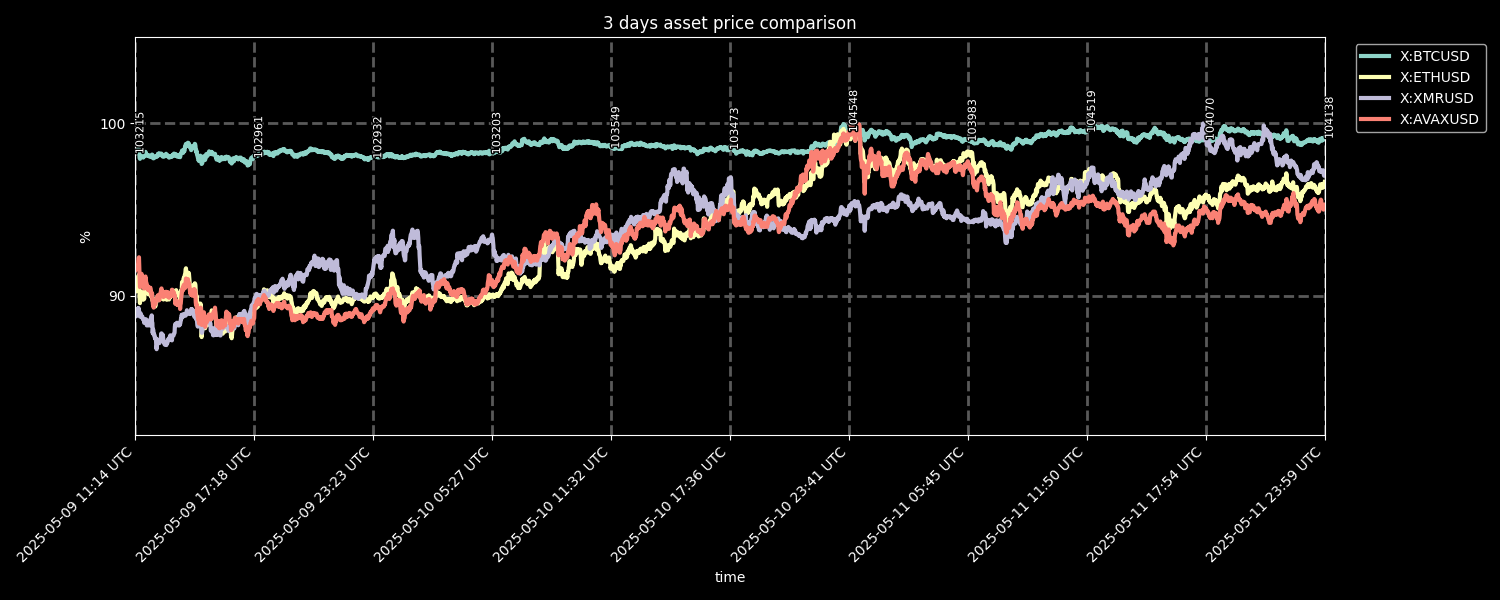 3 days asset price comparison
X:BTCUSD
X:ETHUSD
X:XMRUSD
X:AVAXUSD
100
90
%
103215
102961
102932
103203
103549
103473
104548
103983
104519
104070
104138
2025-05-09 11:14 UTC
2025-05-09 17:18 UTC
2025-05-09 23:23 UTC
2025-05-10 05:27 UTC
2025-05-10 11:32 UTC
2025-05-10 17:36 UTC
2025-05-10 23:41 UTC
2025-05-11 05:45 UTC
2025-05-11 11:50 UTC
2025-05-11 17:54 UTC
2025-05-11 23:59 UTC
time